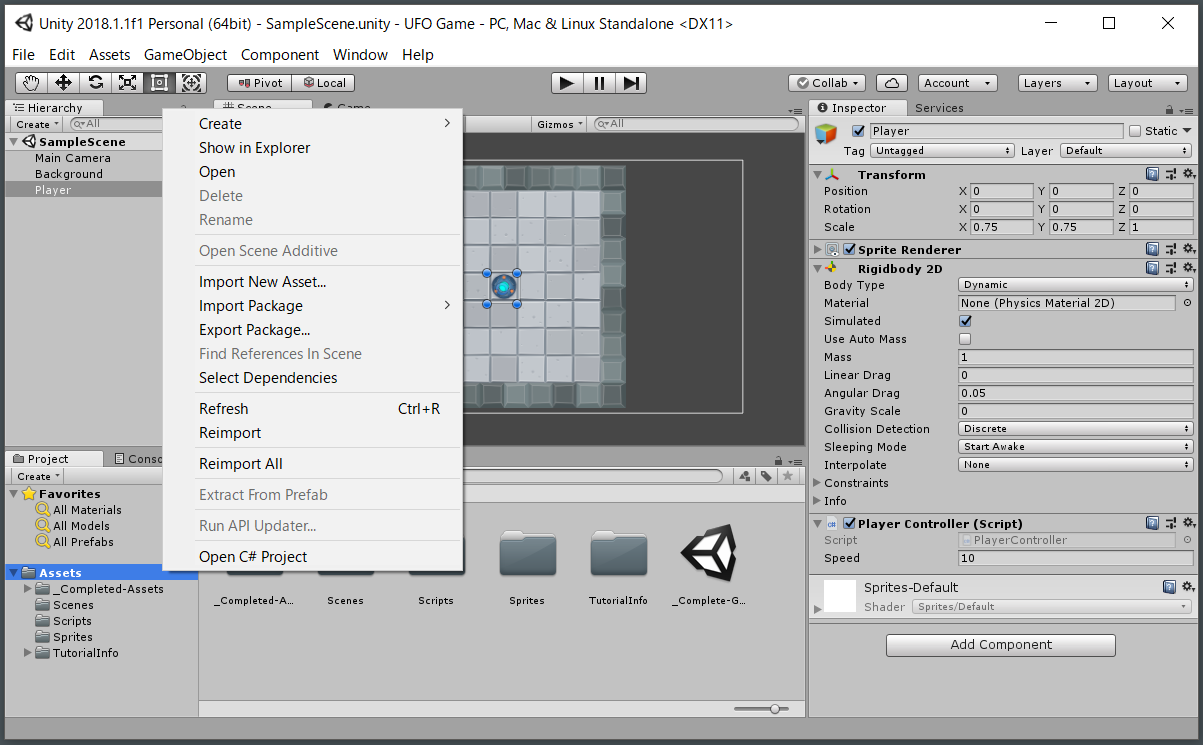 Unity 2018.1.1f1 Personal (64bit) - SampleScene.unity - UFO Game - PC, Mac & Linux Standalone <DX11>
File Edit Assets GameObject Component Window Help
Pivot Local Collab Account Layers Layout
Hierarchy
Create All
SampleScene
Main Camera
Background
Player
Scene Game
Gizmos All
Create
Show in Explorer
Open
Delete
Rename
Open Scene Additive
Import New Asset...
Import Package
Export Package...
Find References In Scene
Select Dependencies
Refresh Ctrl+R
Reimport
Reimport All
Extract From Prefab
Run API Updater...
Open C# Project
Project Conso
Create
Favorites
All Materials
All Models
All Prefabs
Assets
_Completed-Assets
Scenes
Scripts
Sprites
TutorialInfo
_Completed-A... Scenes Scripts Sprites TutorialInfo _Complete-G...
Inspector Services
Player Static
Tag Untagged Layer Default
Transform
Position X 0 Y 0 Z 0
Rotation X 0 Y 0 Z 0
Scale X 0.75 Y 0.75 Z 1
Sprite Renderer
Rigidbody 2D
Body Type Dynamic
Material None (Physics Material 2D)
Simulated
Use Auto Mass
Mass 1
Linear Drag 0
Angular Drag 0.05
Gravity Scale 0
Collision Detection Discrete
Sleeping Mode Start Awake
Interpolate None
Constraints
Info
C# Player Controller (Script)
Script PlayerController
Speed 10
Sprites-Default
Shader Sprites/Default
Add Component